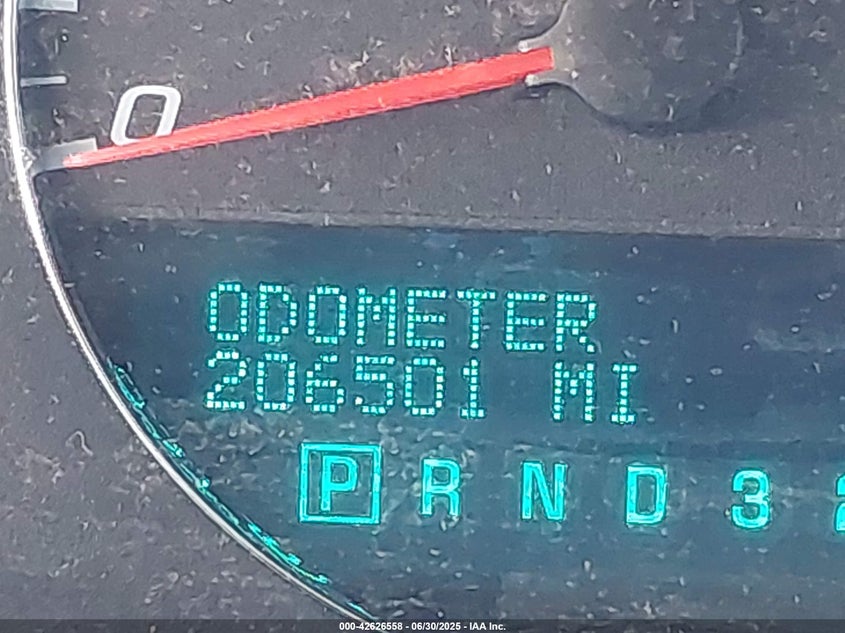 0
ODOMETER
206501 MI
P R N D 3
000-42626558 - 06/30/2025 - IAA Inc.